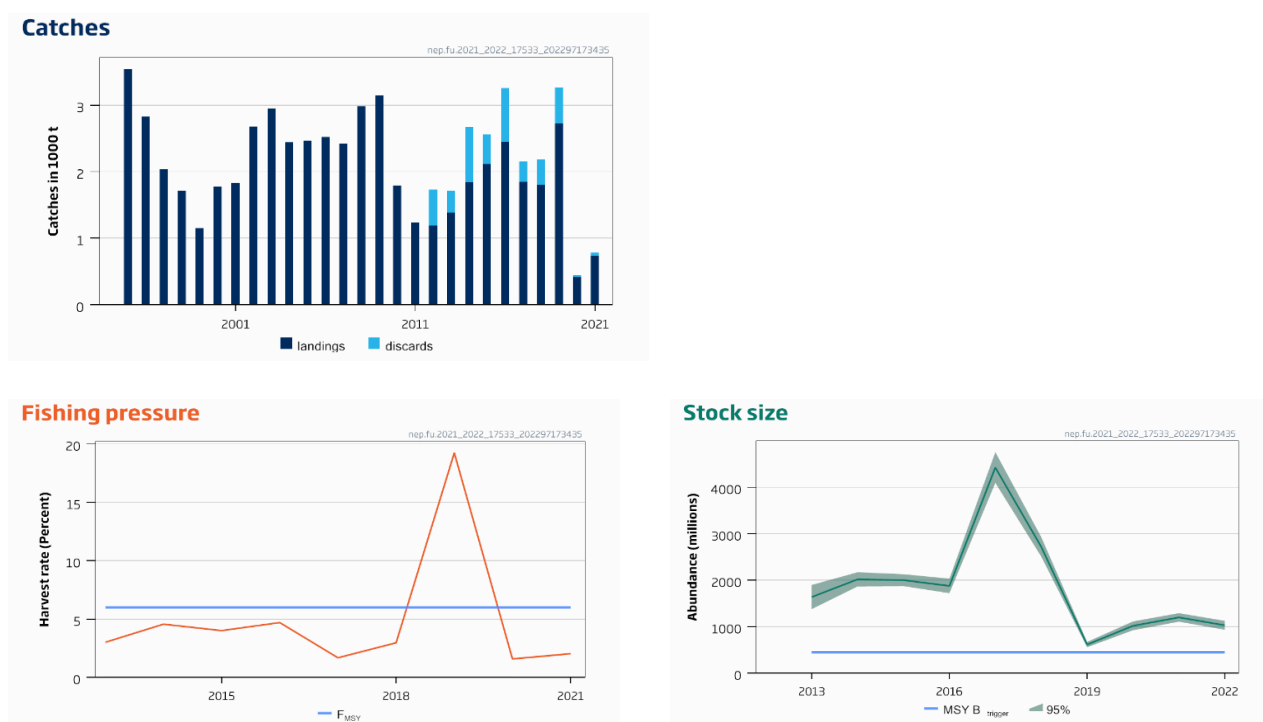 Catches
nep.fu.2021_2022_17533_202297173435
Catches in 1000 t
3
2
1
0
2001
2011
2021
landings
discards
Fishing pressure
nep.fu.2021_2022_17533_202297173435
Harvest rate (Percent)
20
15
10
5
0
2015
2018
2021
FMSY
Stock size
nep.fu.2021_2022_17533_202297173435
Abundance (millions)
4000
3000
2000
1000
0
2013
2016
2019
2022
MSY B trigger
95%